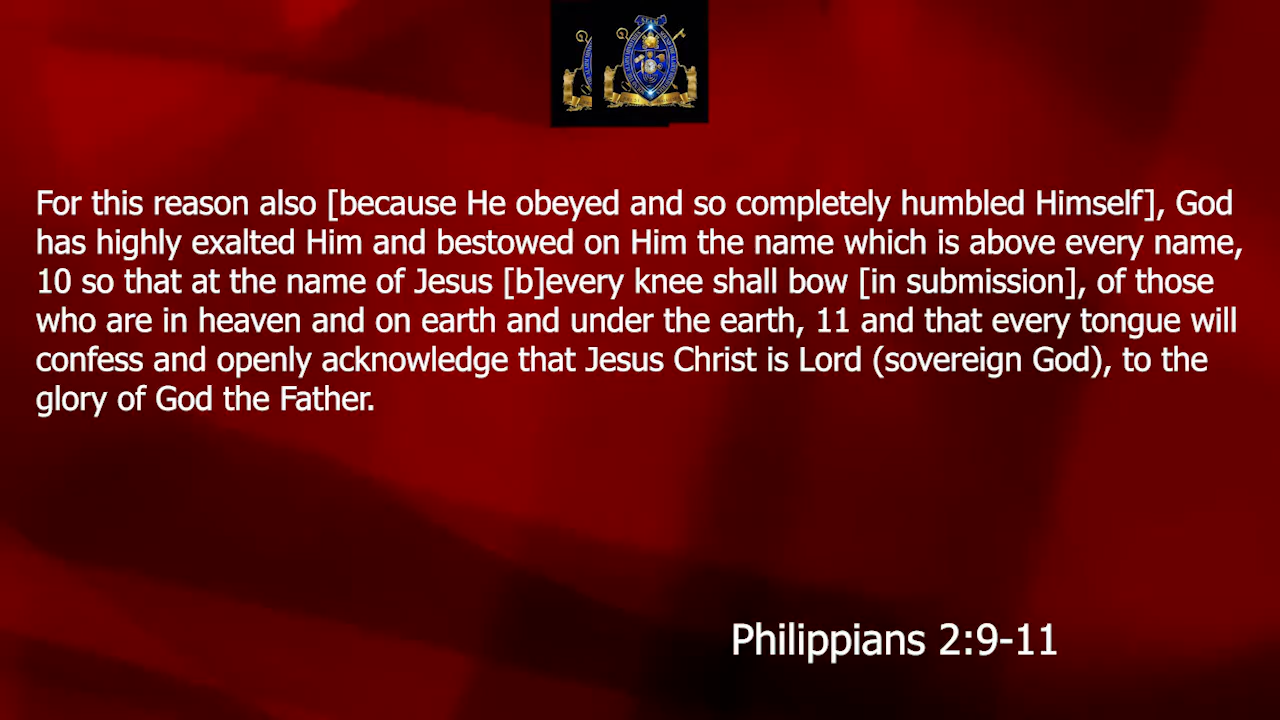 For this reason also [because He obeyed and so completely humbled Himself], God
has highly exalted Him and bestowed on Him the name which is above every name,
10 so that at the name of Jesus [b]every knee shall bow [in submission], of those
who are in heaven and on earth and under the earth, 11 and that every tongue will
confess and openly acknowledge that Jesus Christ is Lord (sovereign God), to the
glory of God the Father.
Philippians 2:9-11